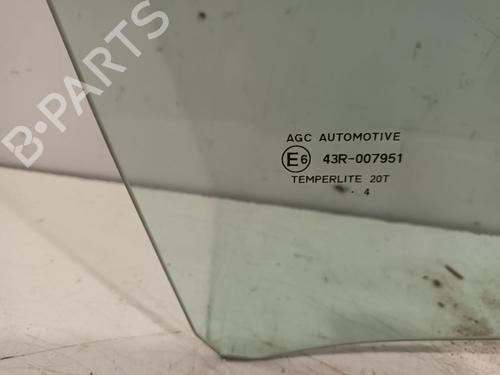 B-PARTS
AGC AUTOMOTIVE
E6 43R-007951
TEMPERLITE 20T
. 4